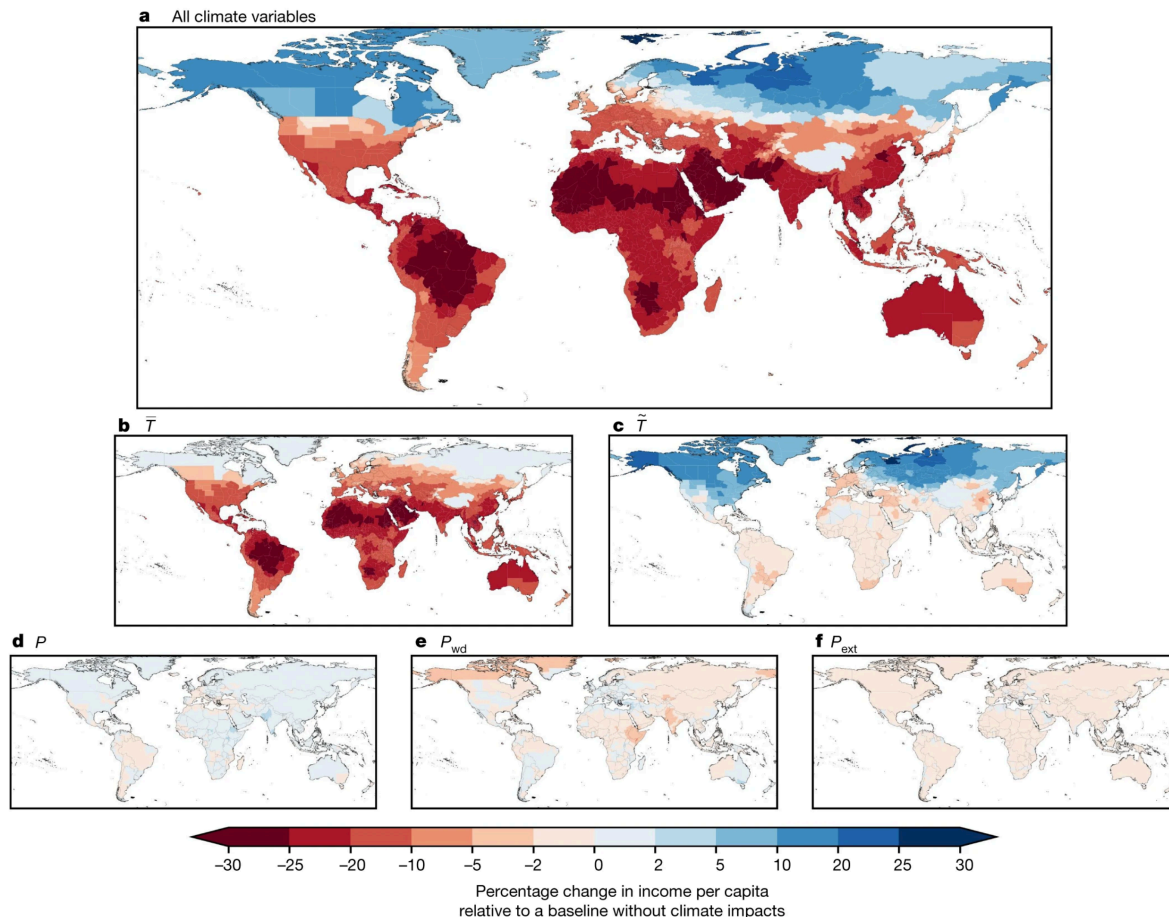 a All climate variables
b T̅
c T̃
d P
e Pwd
f Pext
–30 –25 –20 –10 –5 –2 0 2 5 10 20 25 30
Percentage change in income per capita
relative to a baseline without climate impacts